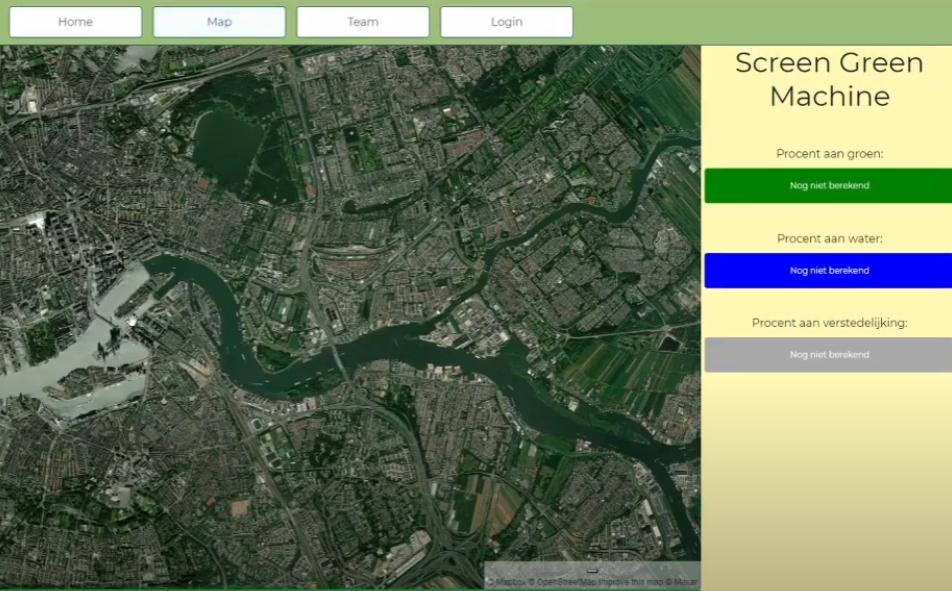 Home
Map
Team
Login
Screen Green
Machine
Procent aan groen:
Nog niet berekend
Procent aan water:
Nog niet berekend
Procent aan verstedelijking:
Nog niet berekend
© Mapbox © OpenStreetMap Improve this map © Maxar